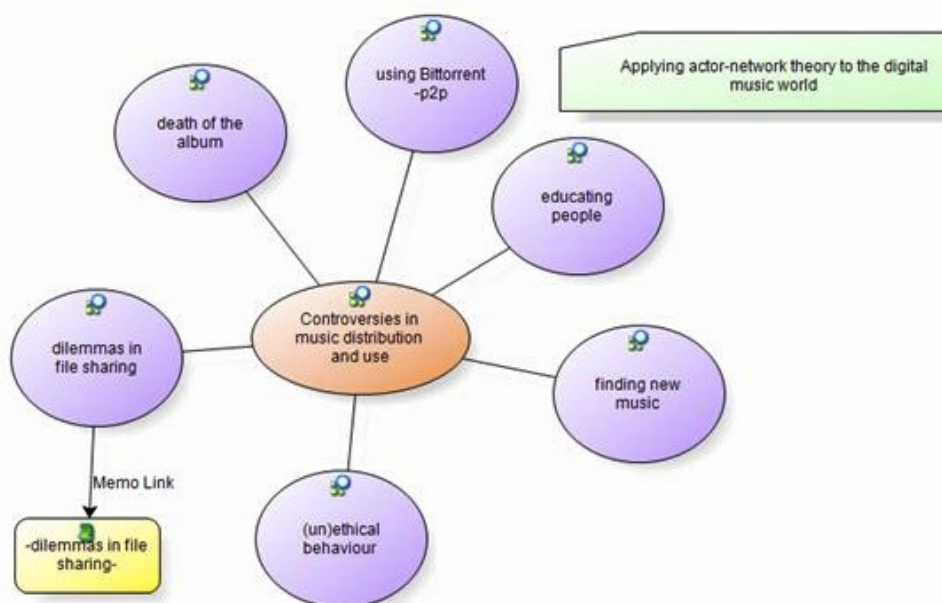 using Bittorrent
-p2p
Applying actor-network theory to the digital
music world
death of the
album
educating
people
Controversies in
music distribution
and use
dilemmas in
file sharing
finding new
music
Memo Link
(un)ethical
behaviour
-dilemmas in file
sharing-